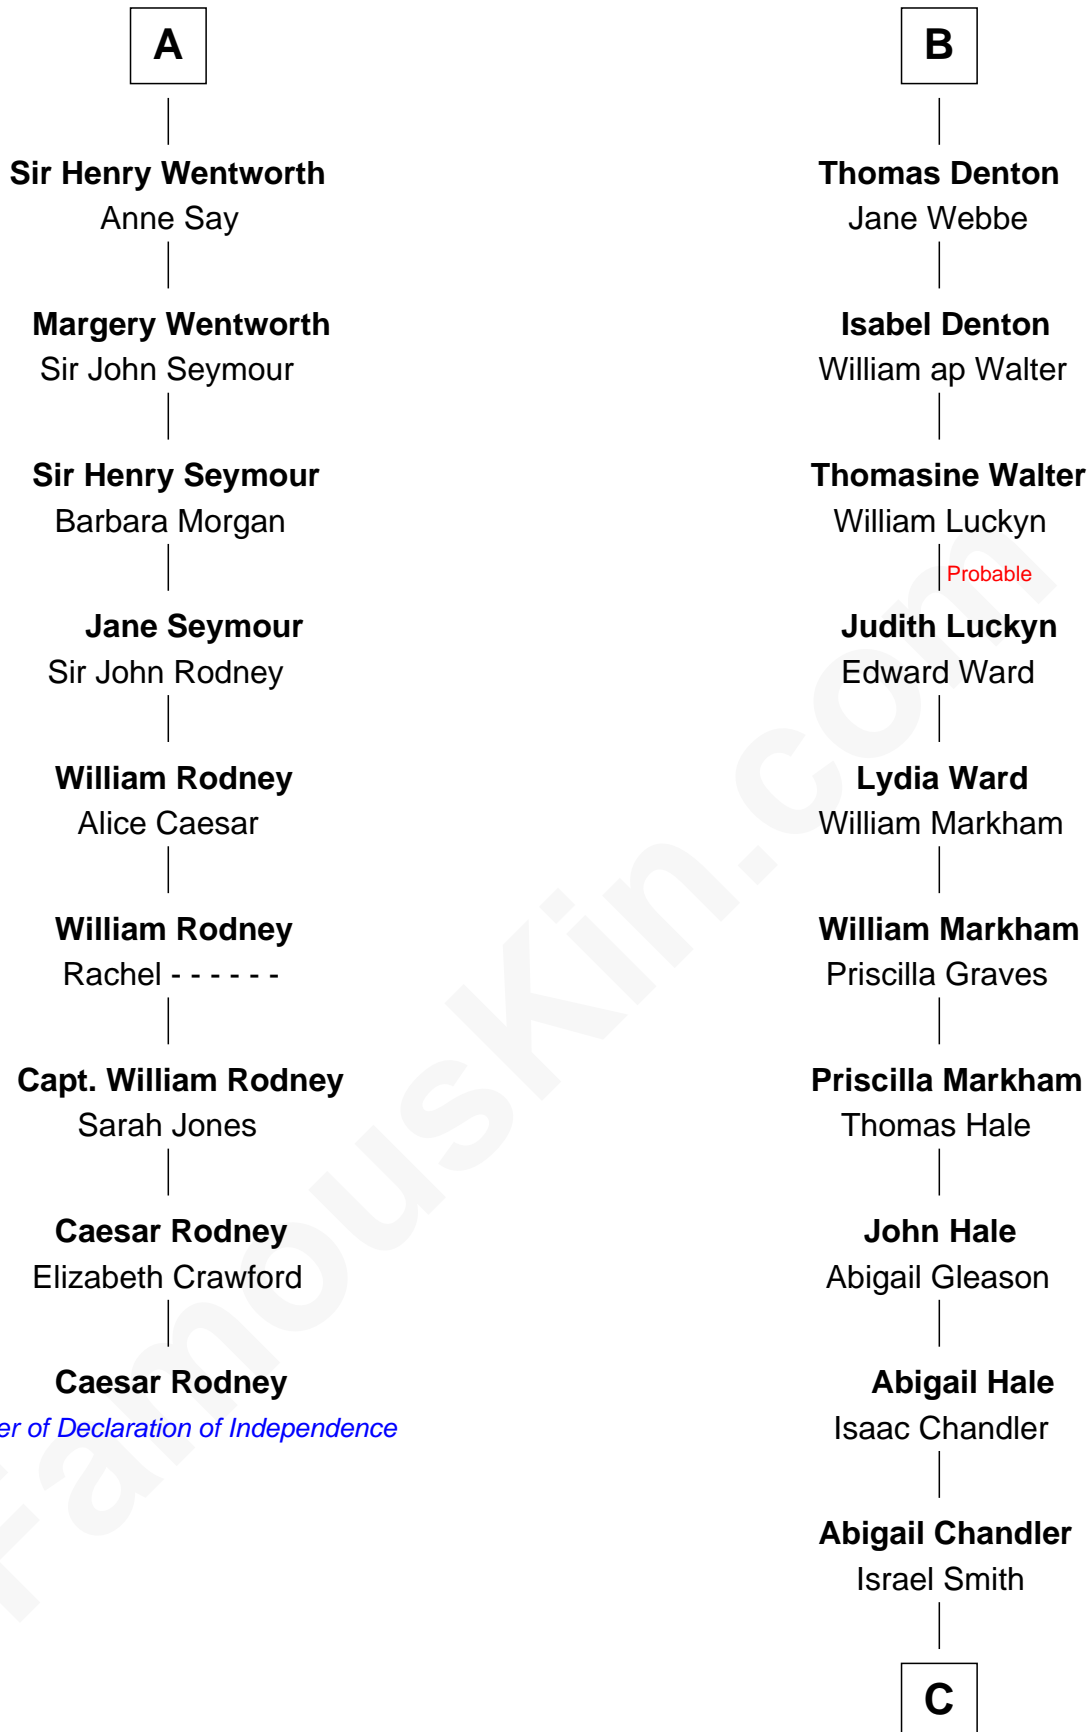 A
Sir Henry Wentworth
Anne Say
Margery Wentworth
Sir John Seymour
Sir Henry Seymour
Barbara Morgan
Jane Seymour
Sir John Rodney
William Rodney
Alice Caesar
William Rodney
Rachel - - - - - -
Capt. William Rodney
Sarah Jones
Caesar Rodney
Elizabeth Crawford
Caesar Rodney
er of Declaration of Independence
B
Thomas Denton
Jane Webbe
Isabel Denton
William ap Walter
Thomasine Walter
William Luckyn
Probable
Judith Luckyn
Edward Ward
Lydia Ward
William Markham
William Markham
Priscilla Graves
Priscilla Markham
Thomas Hale
John Hale
Abigail Gleason
Abigail Hale
Isaac Chandler
Abigail Chandler
Israel Smith
C
FamousKin.com